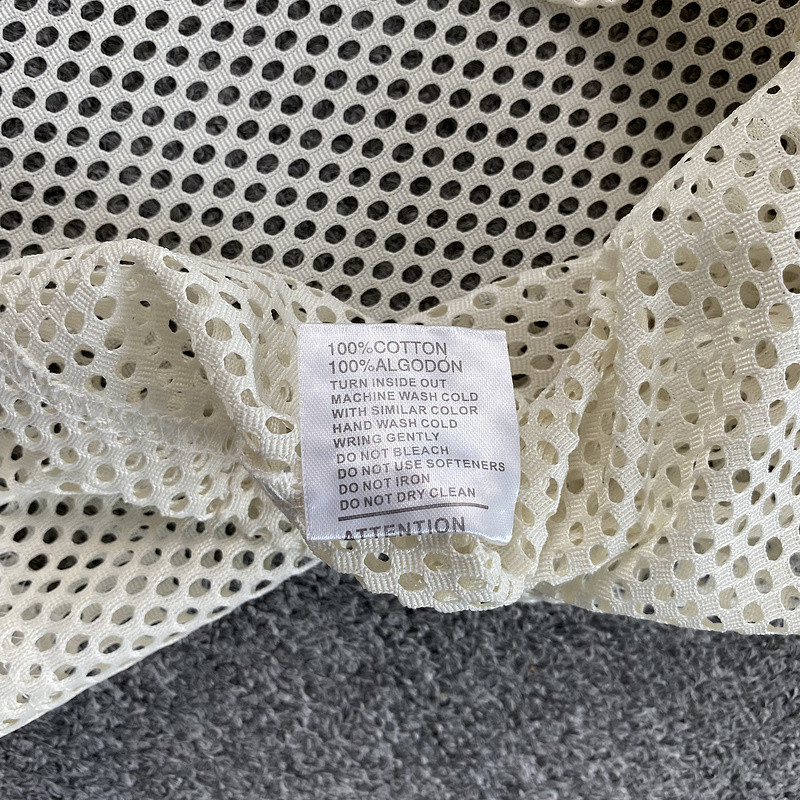 100%COTTON
100%ALGODÓN
TURN INSIDE OUT
MACHINE WASH COLD
WITH SIMILAR COLOR
HAND WASH COLD
WRING GENTLY
DO NOT BLEACH
DO NOT USE SOFTENERS
DO NOT IRON
DO NOT DRY CLEAN
ATTENTION